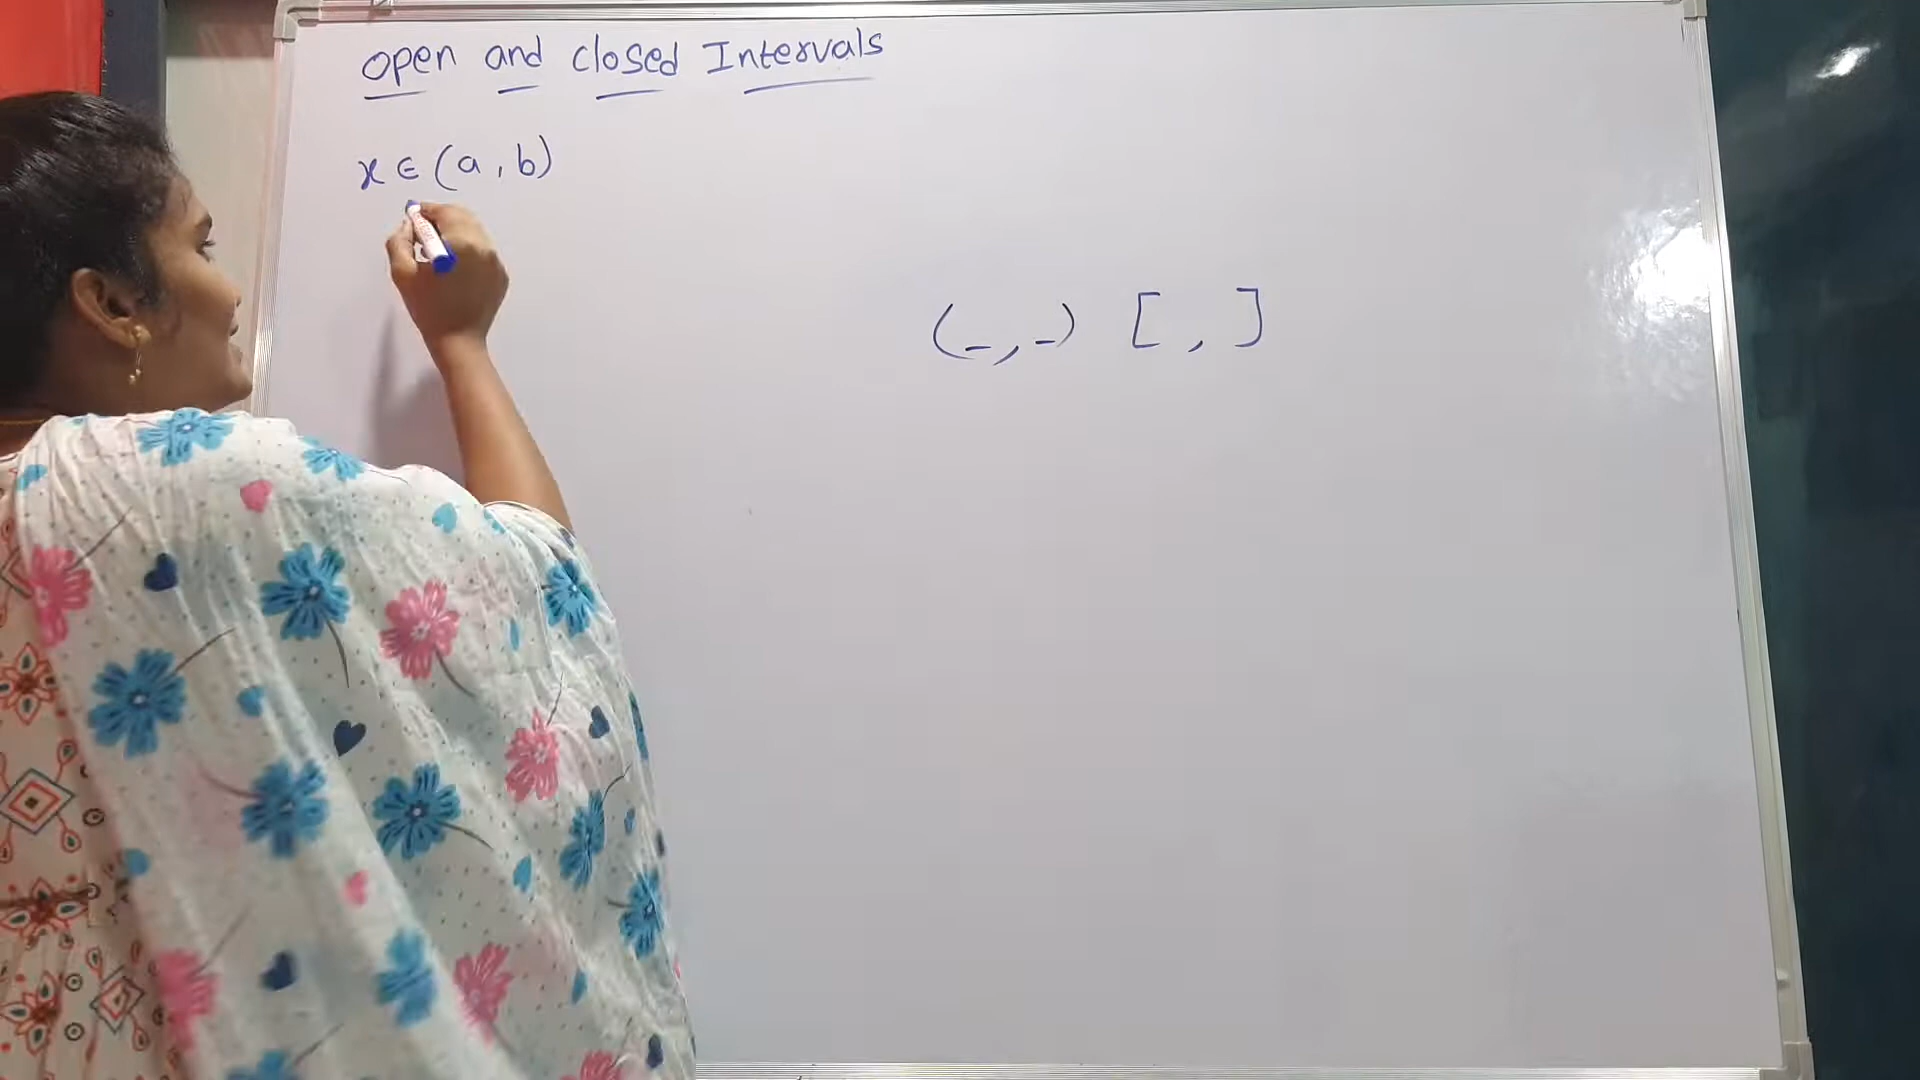 open and closed Intervals
x ∈ (a, b)
(_, _) [ , ]